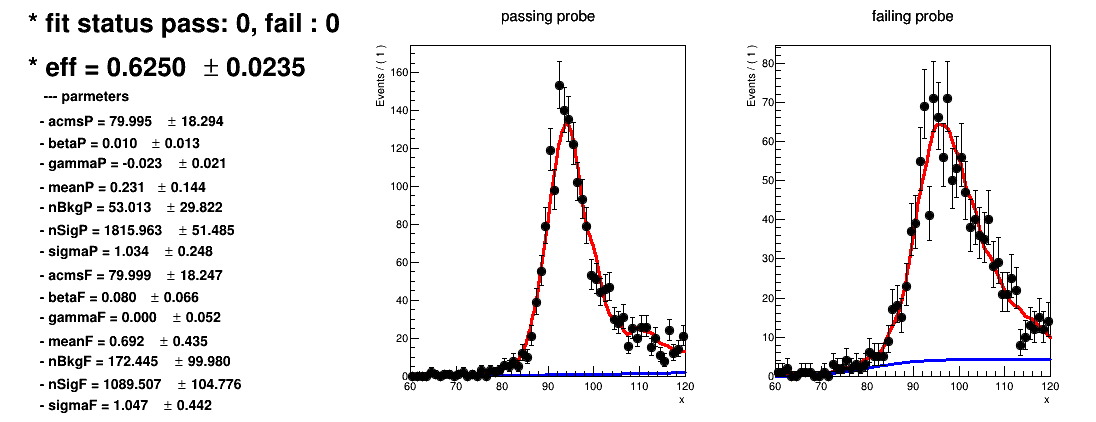 * fit status pass: 0, fail : 0
* eff = 0.6250 ± 0.0235
--- parmeters
- acmsP = 79.995 ± 18.294
- betaP = 0.010 ± 0.013
- gammaP = -0.023 ± 0.021
- meanP = 0.231 ± 0.144
- nBkgP = 53.013 ± 29.822
- nSigP = 1815.963 ± 51.485
- sigmaP = 1.034 ± 0.248
- acmsF = 79.999 ± 18.247
- betaF = 0.080 ± 0.066
- gammaF = 0.000 ± 0.052
- meanF = 0.692 ± 0.435
- nBkgF = 172.445 ± 99.980
- nSigF = 1089.507 ± 104.776
- sigmaF = 1.047 ± 0.442
passing probe
Events / ( 1 )
160
140
120
100
80
60
40
20
0
60 70 80 90 100 110 120
x
failing probe
Events / ( 1 )
80
70
60
50
40
30
20
10
0
60 70 80 90 100 110 120
x